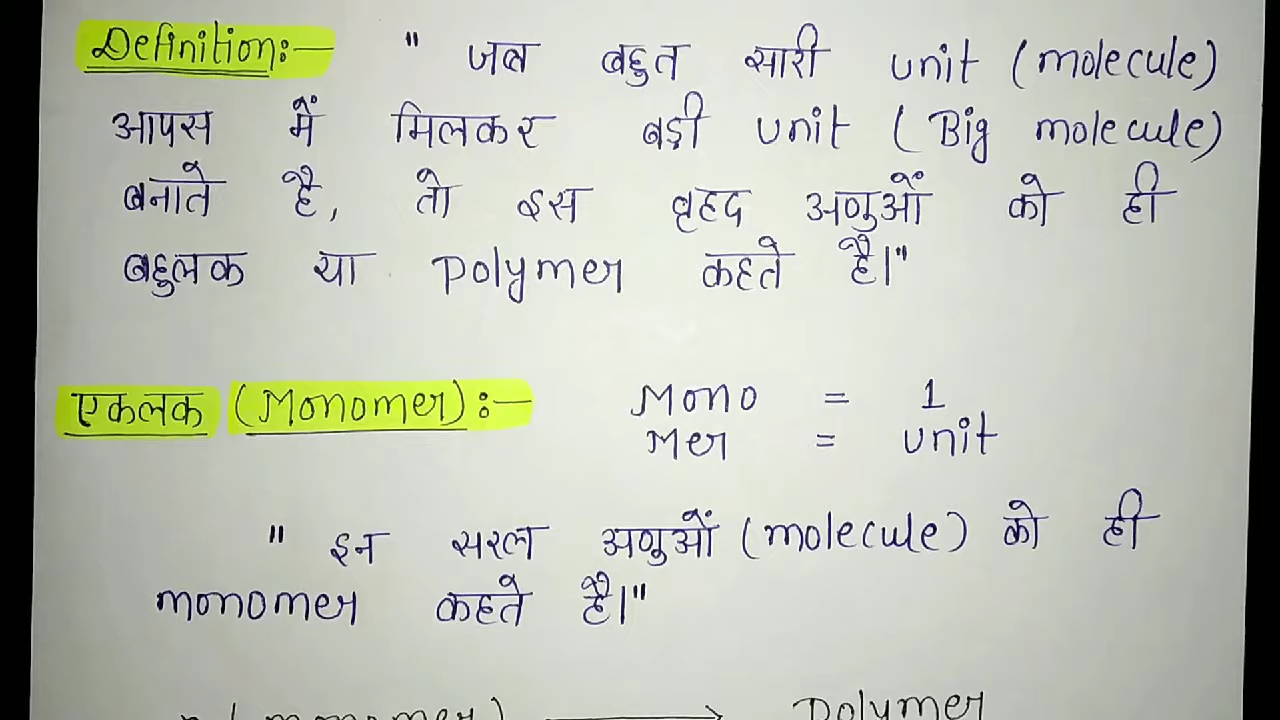 Definition:— " जब बहुत सारी unit (molecule)
आपस में मिलकर बड़ी unit ( Big molecule)
बनाते है, तो इस वृहद अणुओं को ही
बहुलक या Polymer कहते है।"
एकलक (Monomer):— Mono = 1
Mer = unit
" इन सरल अणुओं (molecule) को ही
monomer कहते है।"
n ( monomer) ⟶ Polymer